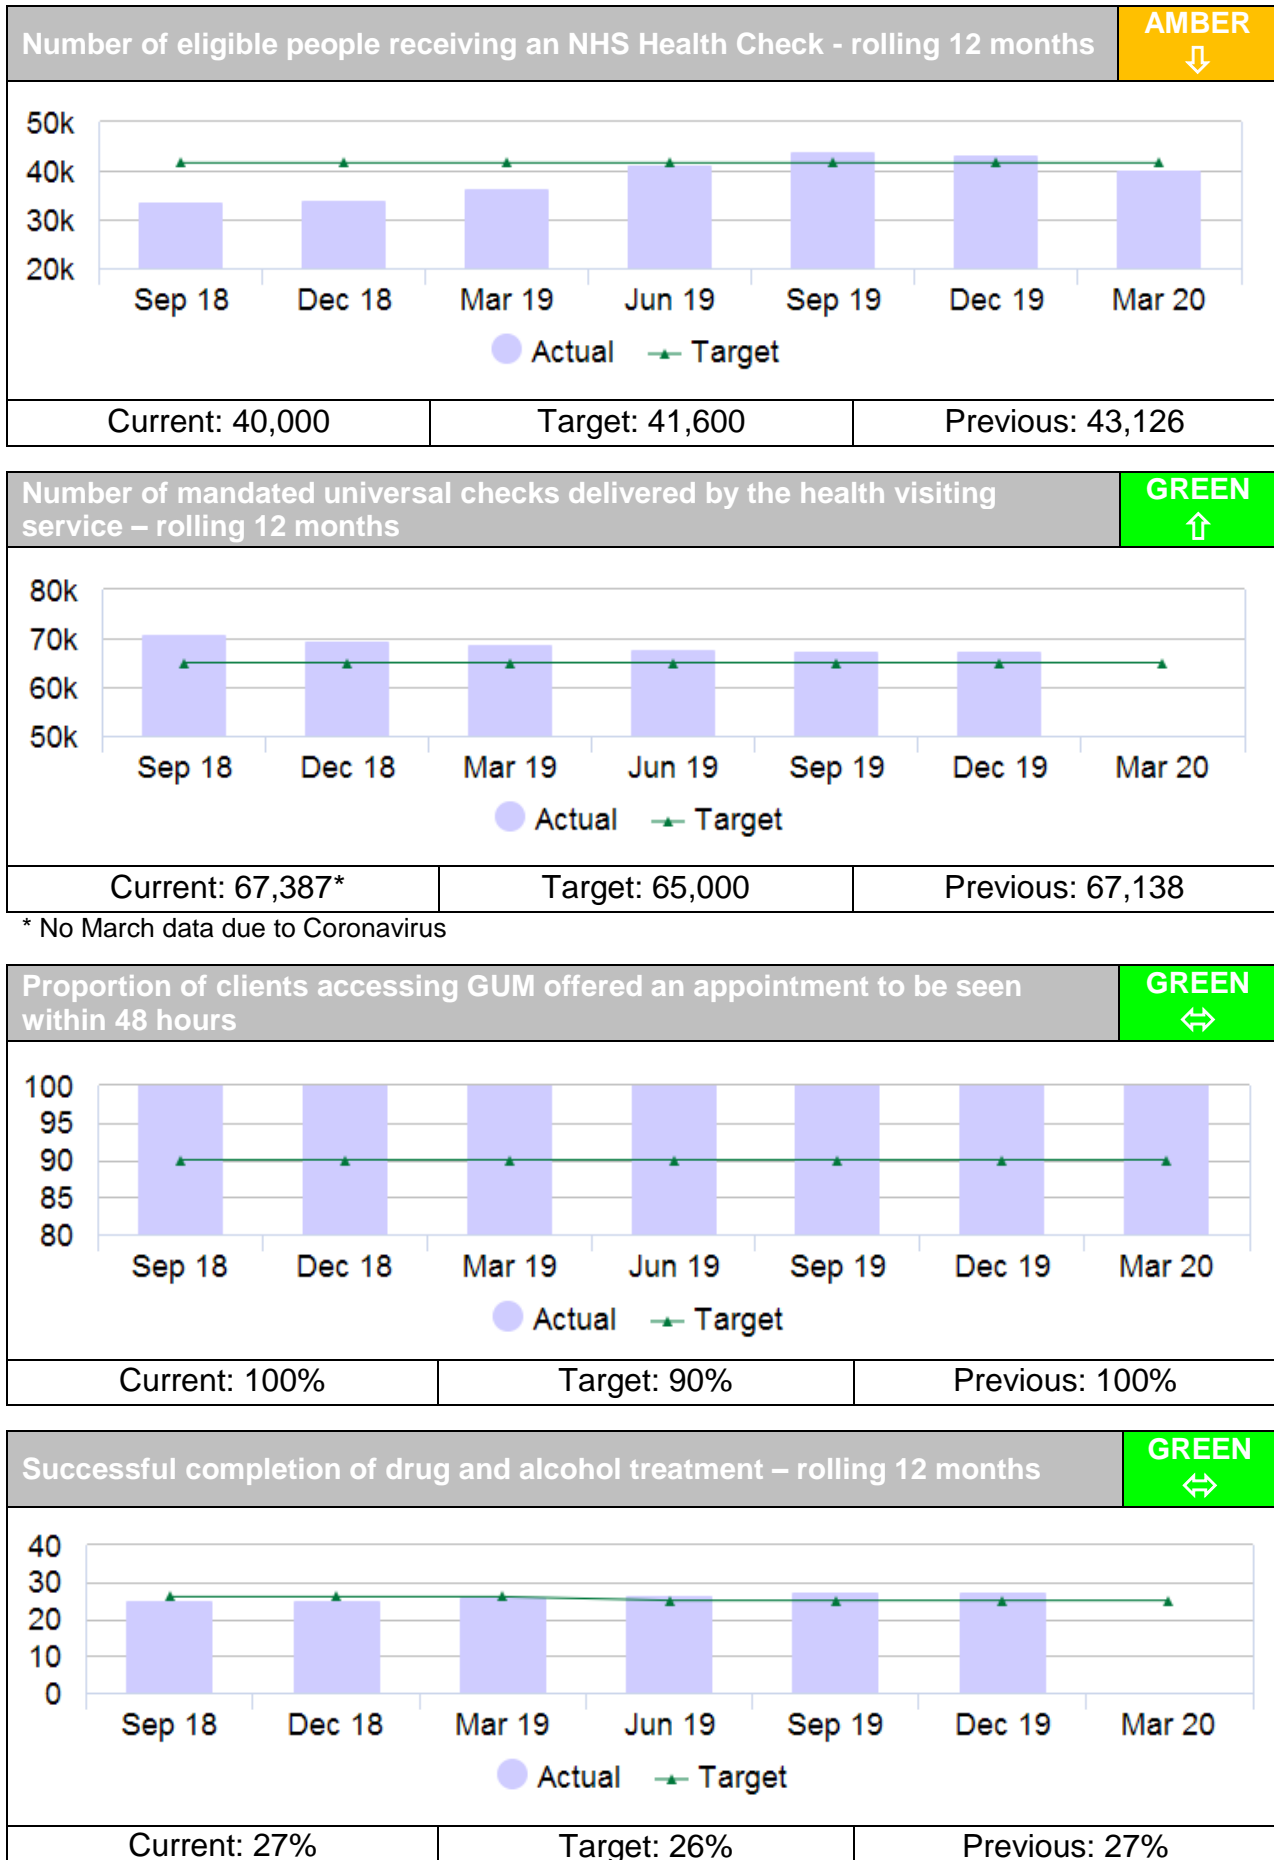 Number of eligible people receiving an NHS Health Check - rolling 12 months
AMBER
⇩
50k
40k
30k
20k
Sep 18 Dec 18 Mar 19 Jun 19 Sep 19 Dec 19 Mar 20
Actual Target
Current: 40,000 Target: 41,600 Previous: 43,126
Number of mandated universal checks delivered by the health visiting
service – rolling 12 months
GREEN
⇧
80k
70k
60k
50k
Sep 18 Dec 18 Mar 19 Jun 19 Sep 19 Dec 19 Mar 20
Actual Target
Current: 67,387* Target: 65,000 Previous: 67,138
* No March data due to Coronavirus
Proportion of clients accessing GUM offered an appointment to be seen
within 48 hours
GREEN
⬄
100
95
90
85
80
Sep 18 Dec 18 Mar 19 Jun 19 Sep 19 Dec 19 Mar 20
Actual Target
Current: 100% Target: 90% Previous: 100%
Successful completion of drug and alcohol treatment – rolling 12 months
GREEN
⬄
40
30
20
10
0
Sep 18 Dec 18 Mar 19 Jun 19 Sep 19 Dec 19 Mar 20
Actual Target
Current: 27% Target: 26% Previous: 27%